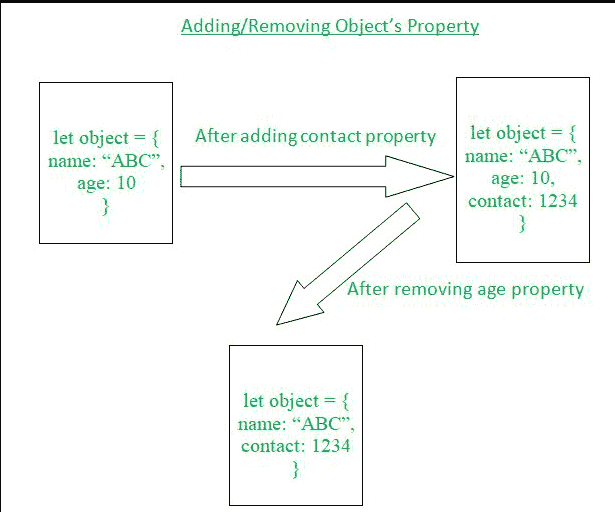 Adding/Removing Object's Property
let object = {
name: “ABC”,
age: 10
}
After adding contact property
let object = {
name: “ABC”,
age: 10,
contact: 1234
}
After removing age property
let object = {
name: “ABC”,
contact: 1234
}